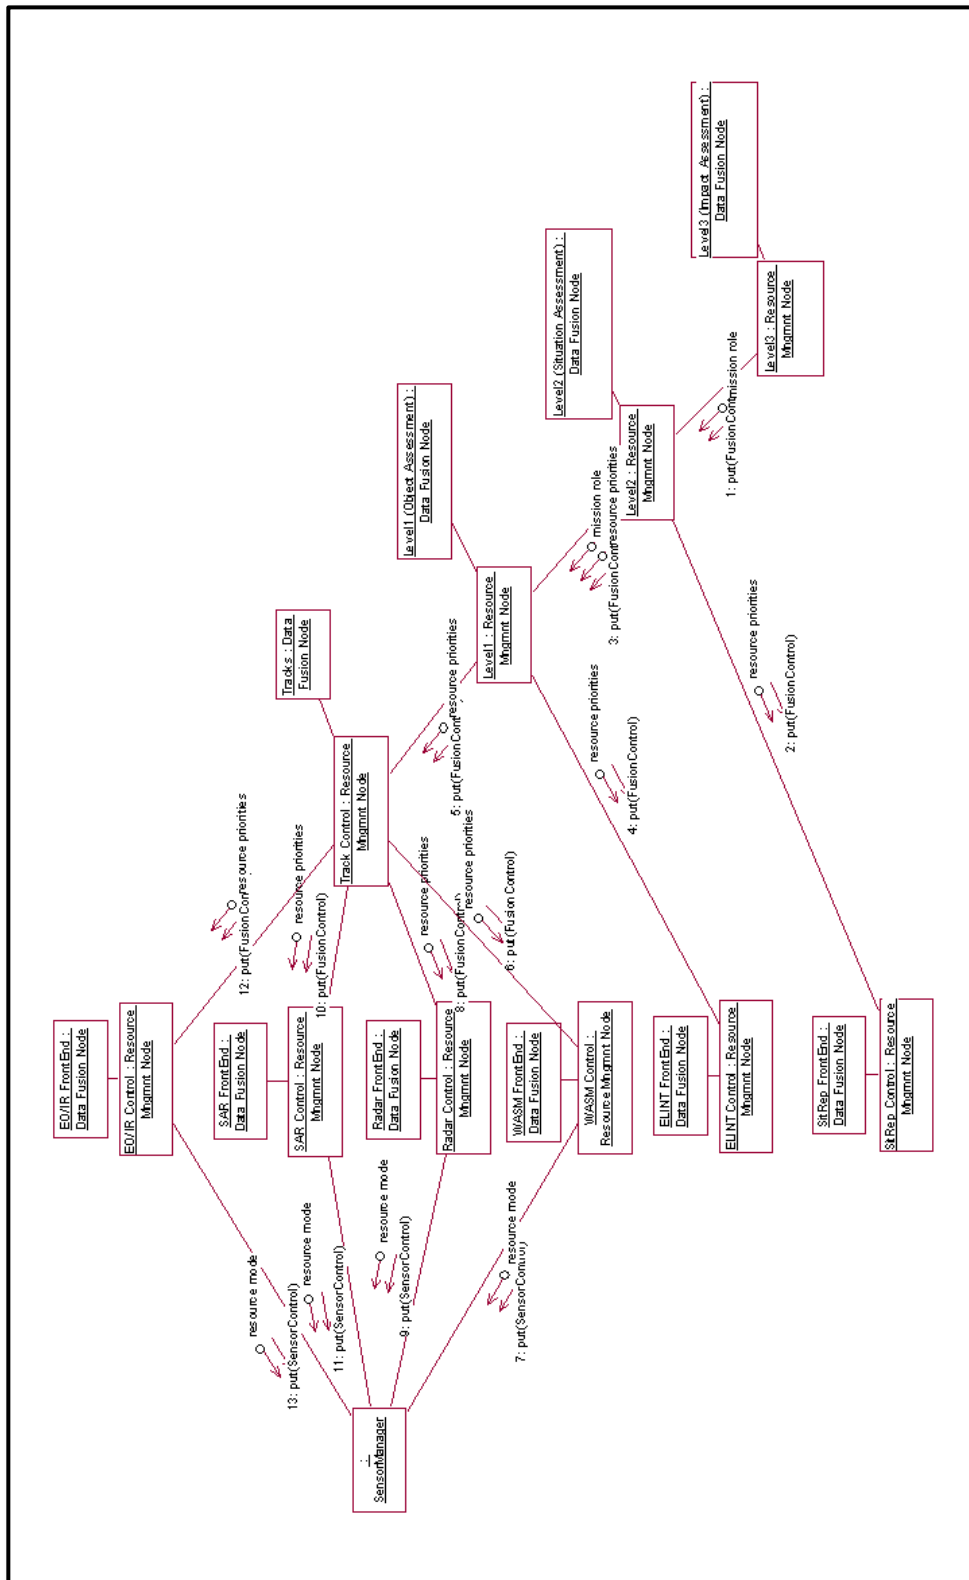 EO/IR FrontEnd :
Data Fusion Node
EO/IR Control : Resource
Mngmnt Node
SAR FrontEnd :
Data Fusion Node
SAR Control : Resource
Mngmnt Node
Radar FrontEnd :
Data Fusion Node
Radar Control : Resource
Mngmnt Node
WASM FrontEnd :
Data Fusion Node
WASM Control :
Resource Mngmnt Node
ELINT FrontEnd :
Data Fusion Node
ELINT Control : Resource
Mngmnt Node
SitRep FrontEnd :
Data Fusion Node
SitRep Control : Resource
Mngmnt Node
:
SensorManager
Tracks : Data
Fusion Node
Track Control : Resource
Mngmnt Node
Level1 (Object Assessment) :
Data Fusion Node
Level1 : Resource
Mngmnt Node
Level2 (Situation Assessment) :
Data Fusion Node
Level2 : Resource
Mngmnt Node
Level3 (Impact Assessment) :
Data Fusion Node
Level3 : Resource
Mngmnt Node
mission role
1: put(FusionCont
resource priorities
2: put(FusionControl)
mission role
resource priorities
3: put(FusionCont
resource priorities
4: put(FusionControl)
resource priorities
5: put(FusionCont
resource priorities
6: put(FusionControl)
resource mode
7: put(SensorControl)
resource priorities
8: put(FusionControl)
resource mode
9: put(SensorControl)
resource priorities
10: put(FusionControl)
resource mode
11: put(SensorControl)
resource priorities
12: put(FusionCon
resource mode
13: put(SensorControl)